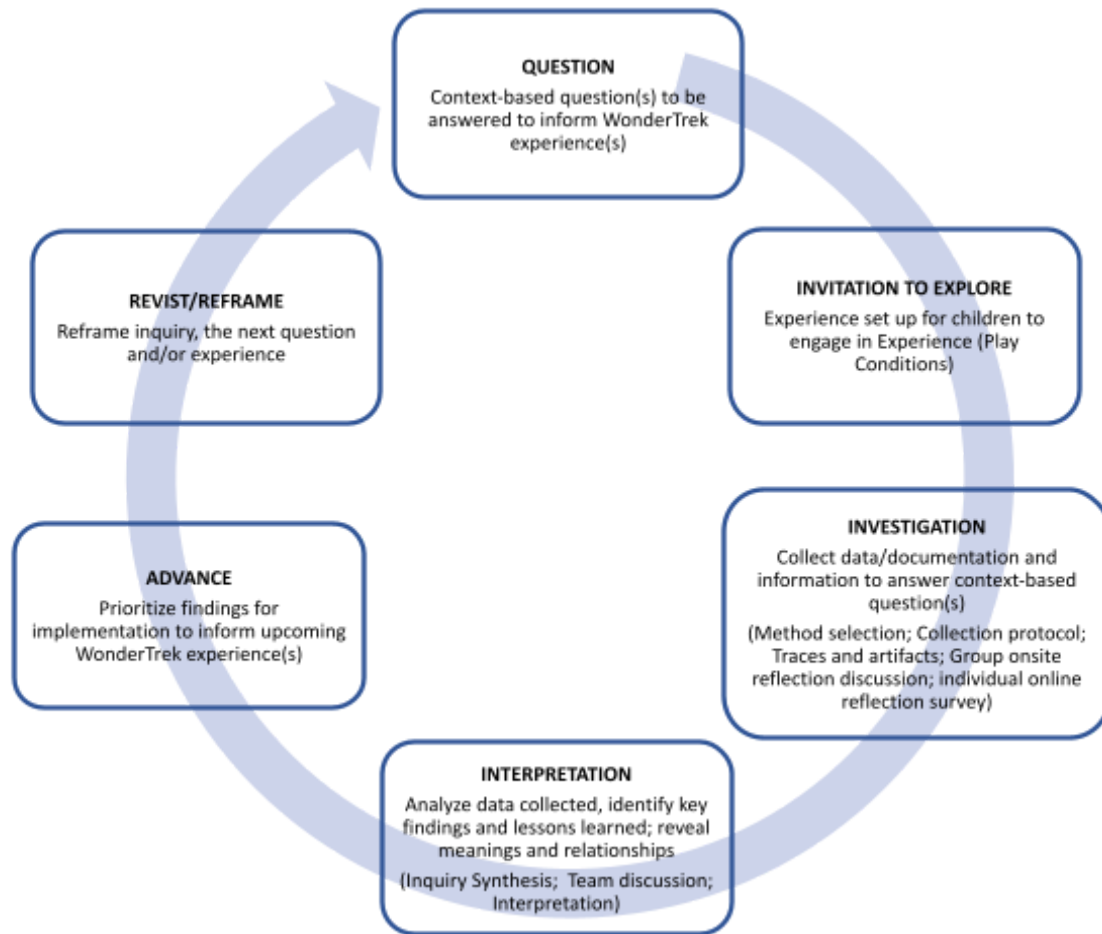 QUESTION
Context-based question(s) to be
answered to inform WonderTrek
experience(s)
INVITATION TO EXPLORE
Experience set up for children to
engage in Experience (Play
Conditions)
INVESTIGATION
Collect data/documentation and
information to answer context-based
question(s)
(Method selection; Collection protocol;
Traces and artifacts; Group onsite
reflection discussion; individual online
reflection survey)
INTERPRETATION
Analyze data collected, identify key
findings and lessons learned; reveal
meanings and relationships
(Inquiry Synthesis;  Team discussion;
Interpretation)
ADVANCE
Prioritize findings for
implementation to inform upcoming
WonderTrek experience(s)
REVIST/REFRAME
Reframe inquiry, the next question
and/or experience